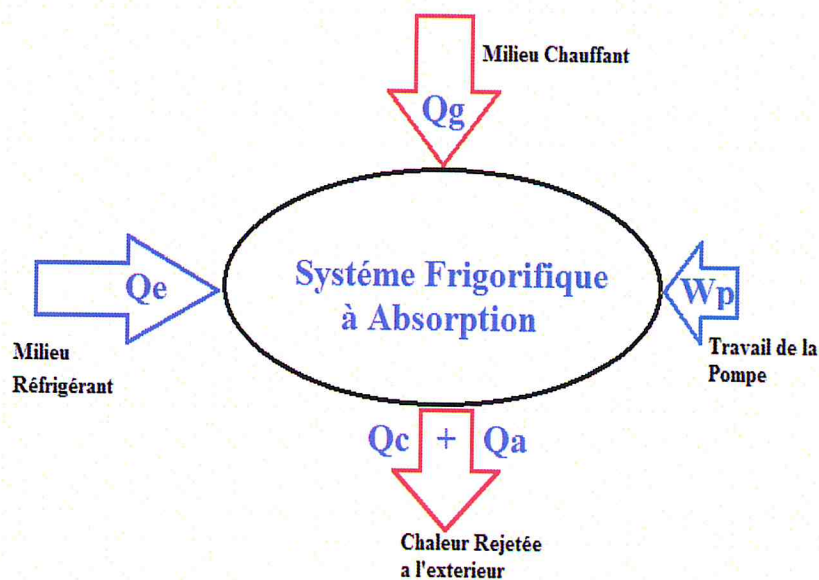 Milieu Chauffant
Qg
Systéme Frigorifique
à Absorption
Qe
Wp
Milieu
Réfrigérant
Travail de la
Pompe
Qc + Qa
Chaleur Rejetée
a l'exterieur